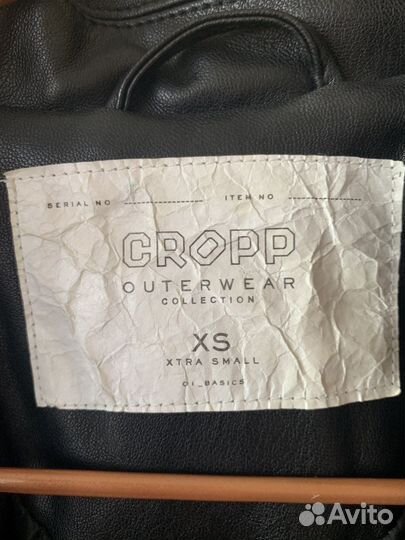 SERIAL NO ITEM NO
CROPP
OUTERWEAR
COLLECTION
XS
XTRA SMALL
01_BASICS
Avito